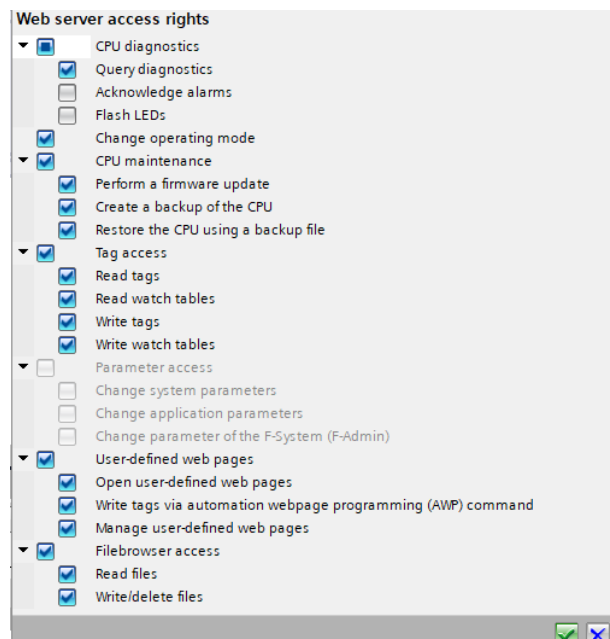 Web server access rights
CPU diagnostics
Query diagnostics
Acknowledge alarms
Flash LEDs
Change operating mode
CPU maintenance
Perform a firmware update
Create a backup of the CPU
Restore the CPU using a backup file
Tag access
Read tags
Read watch tables
Write tags
Write watch tables
Parameter access
Change system parameters
Change application parameters
Change parameter of the F-System (F-Admin)
User-defined web pages
Open user-defined web pages
Write tags via automation webpage programming (AWP) command
Manage user-defined web pages
Filebrowser access
Read files
Write/delete files